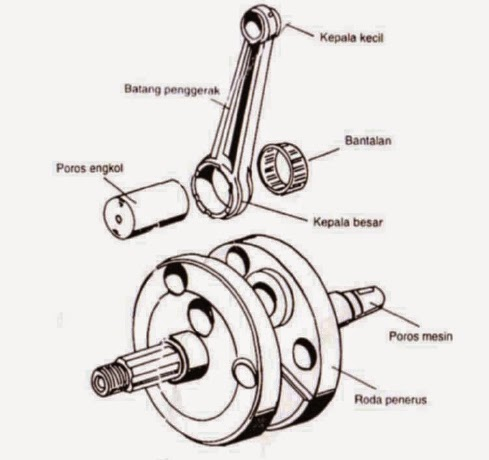 Kepala kecil
Batang penggerak
Bantalan
Poros engkol
Kepala besar
Poros mesin
Roda penerus